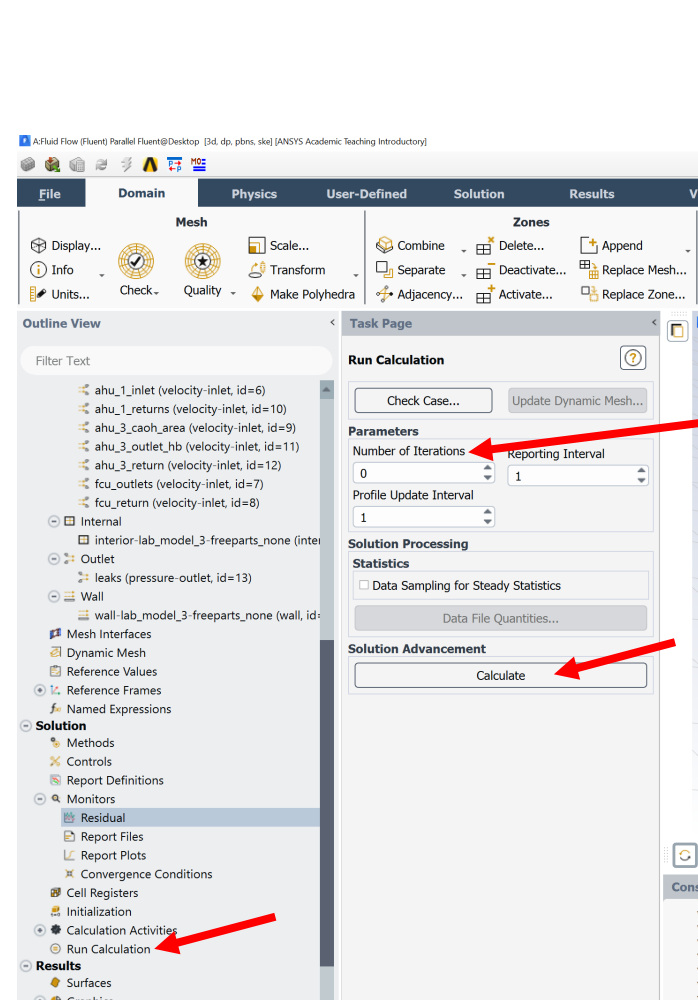 A:Fluid Flow (Fluent) Parallel Fluent@Desktop [3d, dp, pbns, ske] [ANSYS Academic Teaching Introductory]
File Domain Physics User-Defined Solution Results V
Mesh Zones
Display... Scale... Combine Delete... Append
Info Transform Separate Deactivate... Replace Mesh...
Units... Check Quality Make Polyhedra Adjacency... Activate... Replace Zone...
Outline View < Task Page <
Filter Text
ahu_1_inlet (velocity-inlet, id=6)
ahu_1_returns (velocity-inlet, id=10)
ahu_3_caoh_area (velocity-inlet, id=9)
ahu_3_outlet_hb (velocity-inlet, id=11)
ahu_3_return (velocity-inlet, id=12)
fcu_outlets (velocity-inlet, id=7)
fcu_return (velocity-inlet, id=8)
Internal
interior-lab_model_3-freeparts_none (inter
Outlet
leaks (pressure-outlet, id=13)
Wall
wall-lab_model_3-freeparts_none (wall, id=
Mesh Interfaces
Dynamic Mesh
Reference Values
Reference Frames
Named Expressions
Solution
Methods
Controls
Report Definitions
Monitors
Residual
Report Files
Report Plots
Convergence Conditions
Cell Registers
Initialization
Calculation Activities
Run Calculation
Results
Surfaces
Run Calculation ?
Check Case... Update Dynamic Mesh...
Parameters
Number of Iterations Reporting Interval
0 1
Profile Update Interval
1
Solution Processing
Statistics
Data Sampling for Steady Statistics
Data File Quantities...
Solution Advancement
Calculate
Cons